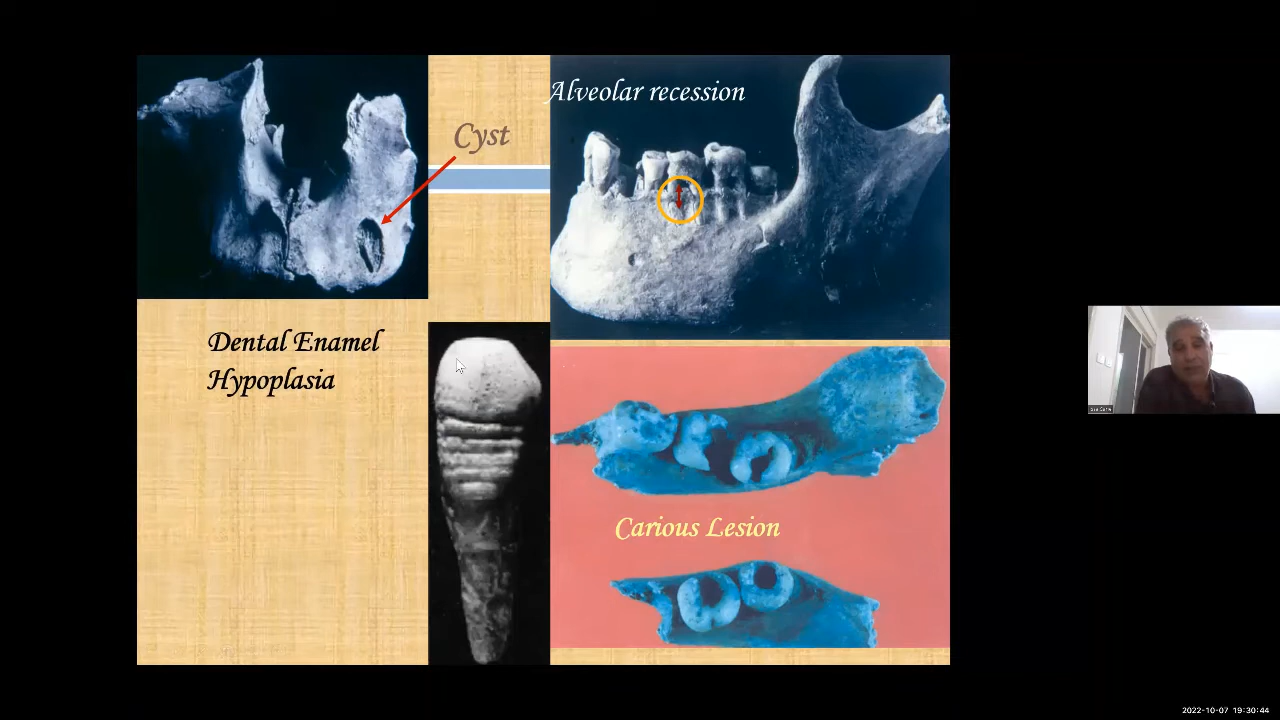 Alveolar recession
Cyst
Dental Enamel
Hypoplasia
Carious Lesion
2022-10-07 19:30:44